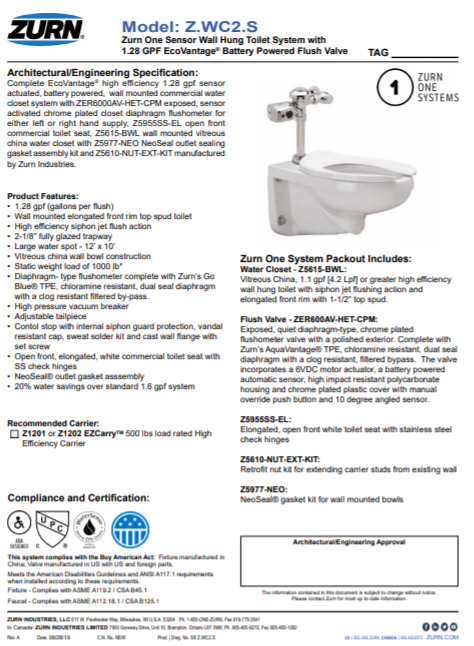 ZURN
Model: Z.WC2.S
Zurn One Sensor Wall Hung Toilet System with
1.28 GPF EcoVantage® Battery Powered Flush Valve
TAG
Architectural/Engineering Specification:
Complete EcoVantage® high efficiency 1.28 gpf sensor
actuated, battery powered, wall mounted commercial water
closet system with ZER6000AV-HET-CPM exposed, sensor
activated chrome plated closet diaphragm flushometer for
either left or right hand supply, Z5955SS-EL open front
commercial toilet seat, Z5615-BWL wall mounted vitreous
china water closet with Z5977-NEO NeoSeal outlet sealing
gasket assembly kit and Z5610-NUT-EXT-KIT manufactured
by Zurn Industries.
1
ZURN
ONE
SYSTEMS
Product Features:
• 1.28 gpf (gallons per flush)
• Wall mounted elongated front rim top spud toilet
• High efficiency siphon jet flush action
• 2-1/8" fully glazed trapway
• Large water spot - 12' x 10'
• Vitreous china wall bowl construction
• Static weight load of 1000 lb*
• Diaphragm- type flushometer complete with Zurn's Go
Blue® TPE, chloramine resistant, dual seal diaphragm
with a clog resistant filtered by-pass.
• High pressure vacuum breaker
• Adjustable tailpiece
• Contol stop with internal siphon guard protection, vandal
resistant cap, sweat solder kit and cast wall flange with
set screw
• Open front, elongated, white commercial toilet seat with
SS check hinges
• NeoSeal® outlet gasket asssembly
• 20% water savings over standard 1.6 gpf system
Recommended Carrier:
Z1201 or Z1202 EZCarry™ 500 lbs load rated High
Efficiency Carrier
Zurn One System Packout Includes:
Water Closet - Z5615-BWL:
Vitreous China, 1.1 gpf [4.2 Lpf] or greater high efficiency
wall hung toilet with siphon jet flushing action and
elongated front rim with 1-1/2" top spud.
Flush Valve - ZER600AV-HET-CPM:
Exposed, quiet diaphragm-type, chrome plated
flushometer valve with a polished exterior. Complete with
Zurn's AquaVantage® TPE, chloramine resistant, dual seal
diaphragm with a clog resistant, filtered bypass. The valve
incorporates a 6VDC motor actuator, a battery powered
automatic sensor, high impact resistant polycarbonate
housing and chrome plated plastic cover with manual
override push button and 10 degree angled sensor.
Z5955SS-EL:
Elongated, open front white toilet seat with stainless steel
check hinges
Z5610-NUT-EXT-KIT:
Retrofit nut kit for extending carrier studs from existing wall
Z5977-NEO:
NeoSeal® gasket kit for wall mounted bowls
Compliance and Certification:
ADA
DESIGNED
UPC
C ®
WaterSense
This system complies with the Buy American Act: Fixture manufactured in
China; Valve manufactured in US with US and foreign parts.
Meets the American Disabilities Guidelines and ANSI A117.1 requirements
when installed according to these requirements.
Fixture - Complies with ASME A119.2 / CSA B45.1
Faucet - Complies with ASME A112.18.1 / CSA B125.1
Architectural/Engineering Approval
The information contained in this document is subject to change without notice.
Please contact Zurn for most up to date information.
ZURN INDUSTRIES, LLC 511 W. Freshwater Way, Milwaukee, WI U.S.A. 53204 · Ph. 1-855-ONE-ZURN
In Canada: ZURN INDUSTRIES LIMITED
Rev. A Date: 08/28/19 C.N. No. NEW Prod. | Dwg. No. SS Z.WC2.S
ZURN.COM